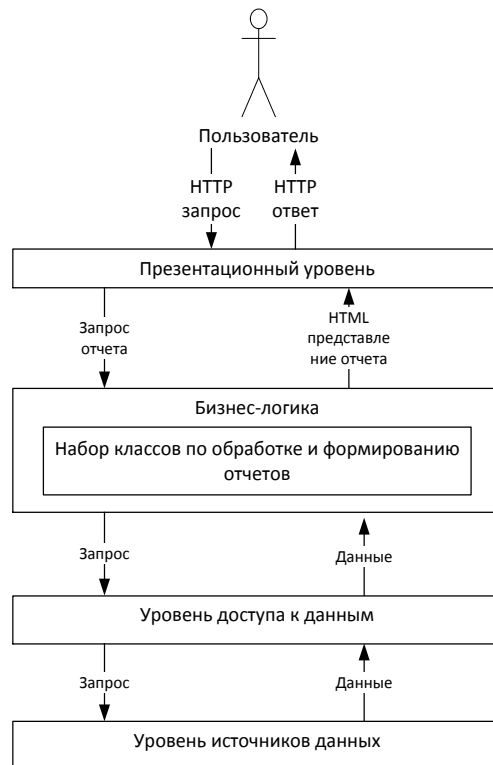 Пользователь
HTTP
запрос
HTTP
ответ
Презентационный уровень
Запрос
отчета
HTML
представле
ние отчета
Бизнес-логика
Набор классов по обработке и формированию
отчетов
Запрос
Данные
Уровень доступа к данным
Запрос
Данные
Уровень источников данных